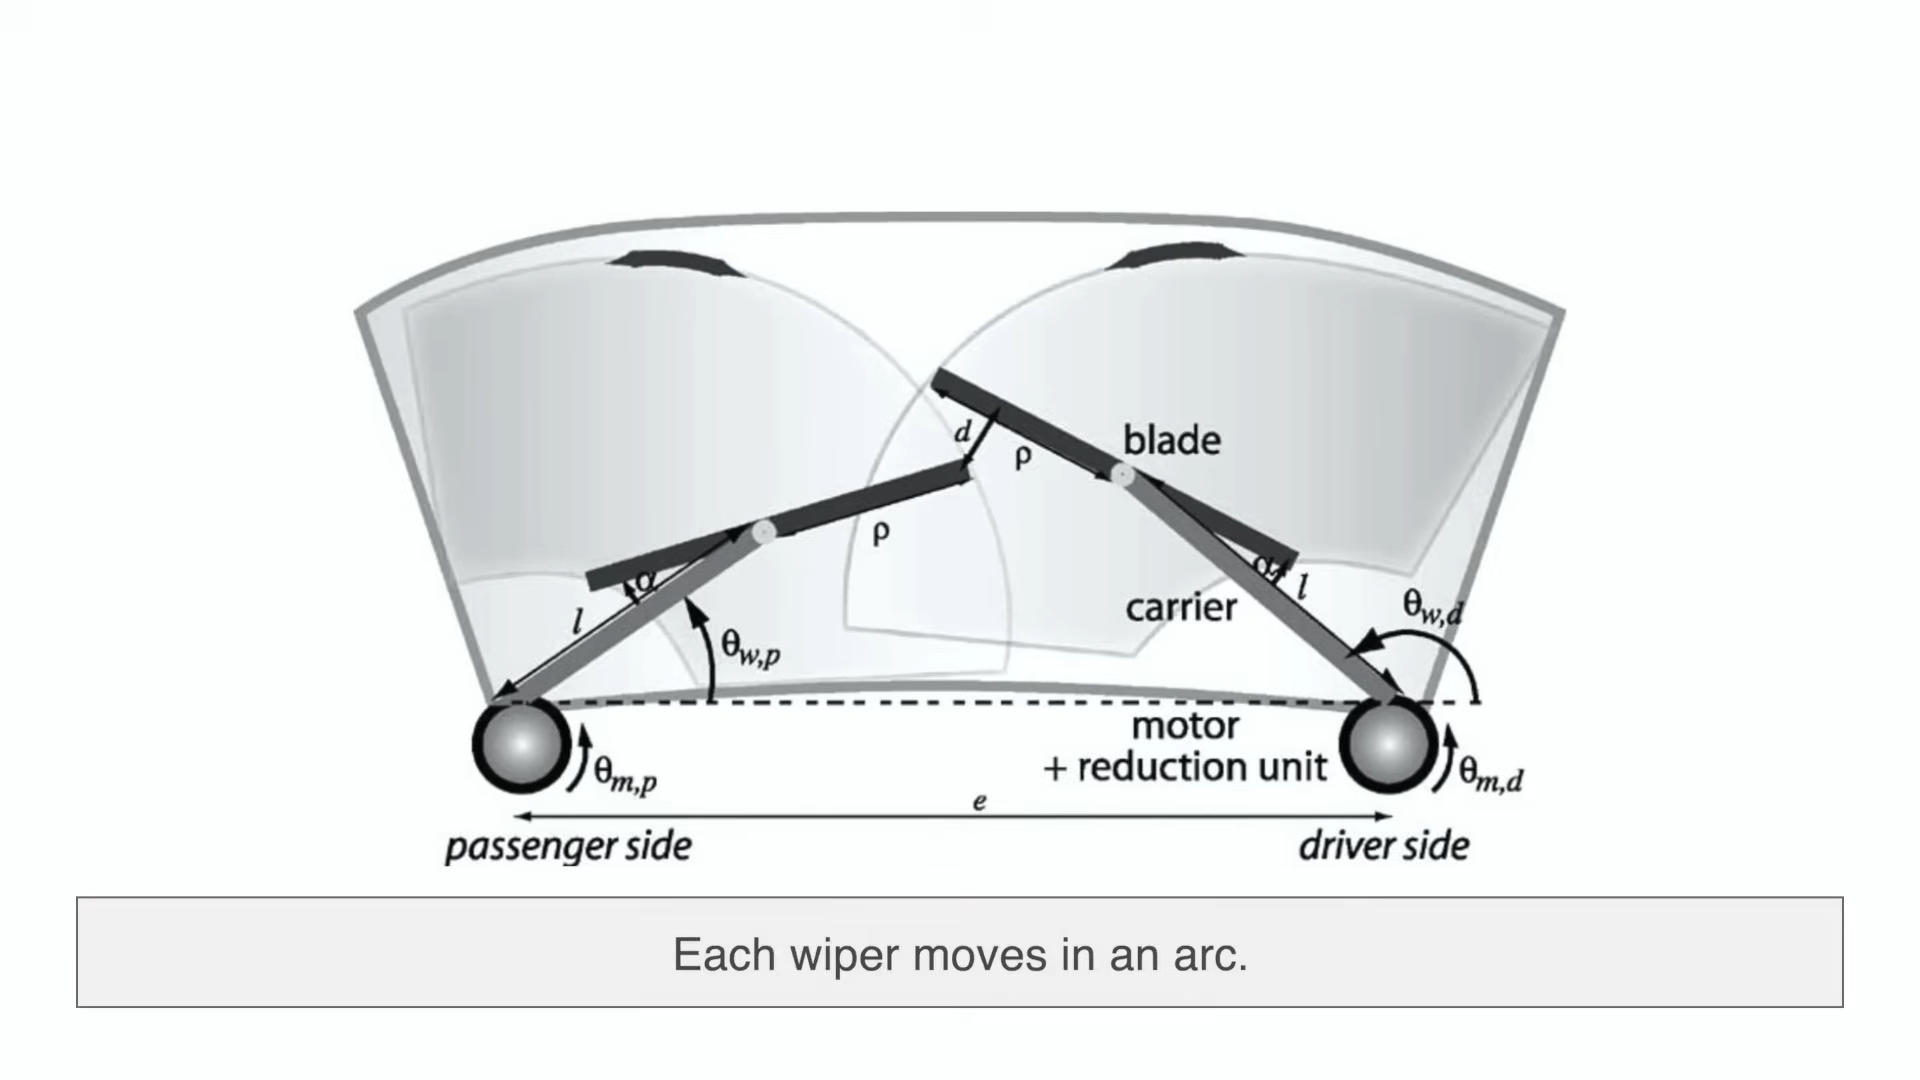 d
ρ
blade
ρ
α
α
l
l
carrier
θw,d
θw,p
motor
+ reduction unit
θm,p
θm,d
e
passenger side
driver side
Each wiper moves in an arc.